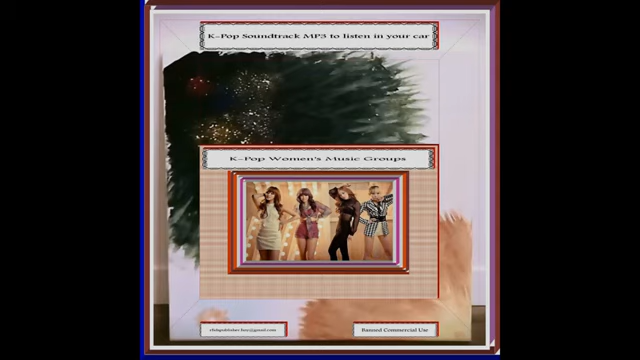 K-Pop Soundtrack MP3 to listen in your car
K-Pop Women's Music Groups
Banned Commercial Use